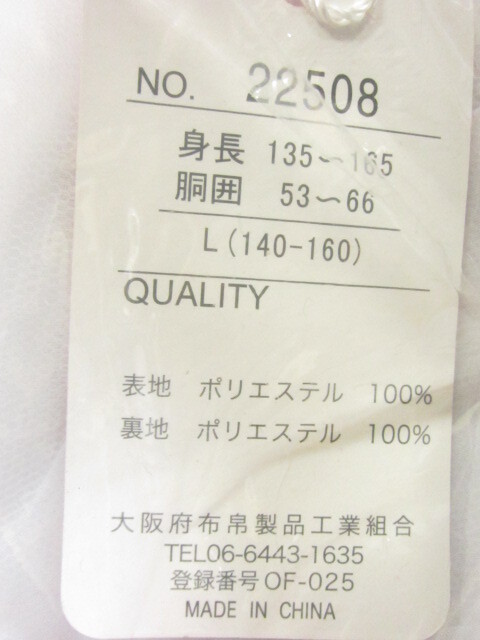 NO. 22508
身長 135~165
胴囲 53~66
L(140-160)
QUALITY
表地 ポリエステル 100%
裏地 ポリエステル 100%
大阪府布帛製品工業組合
TEL06-6443-1635
登録番号OF-025
MADE IN CHINA